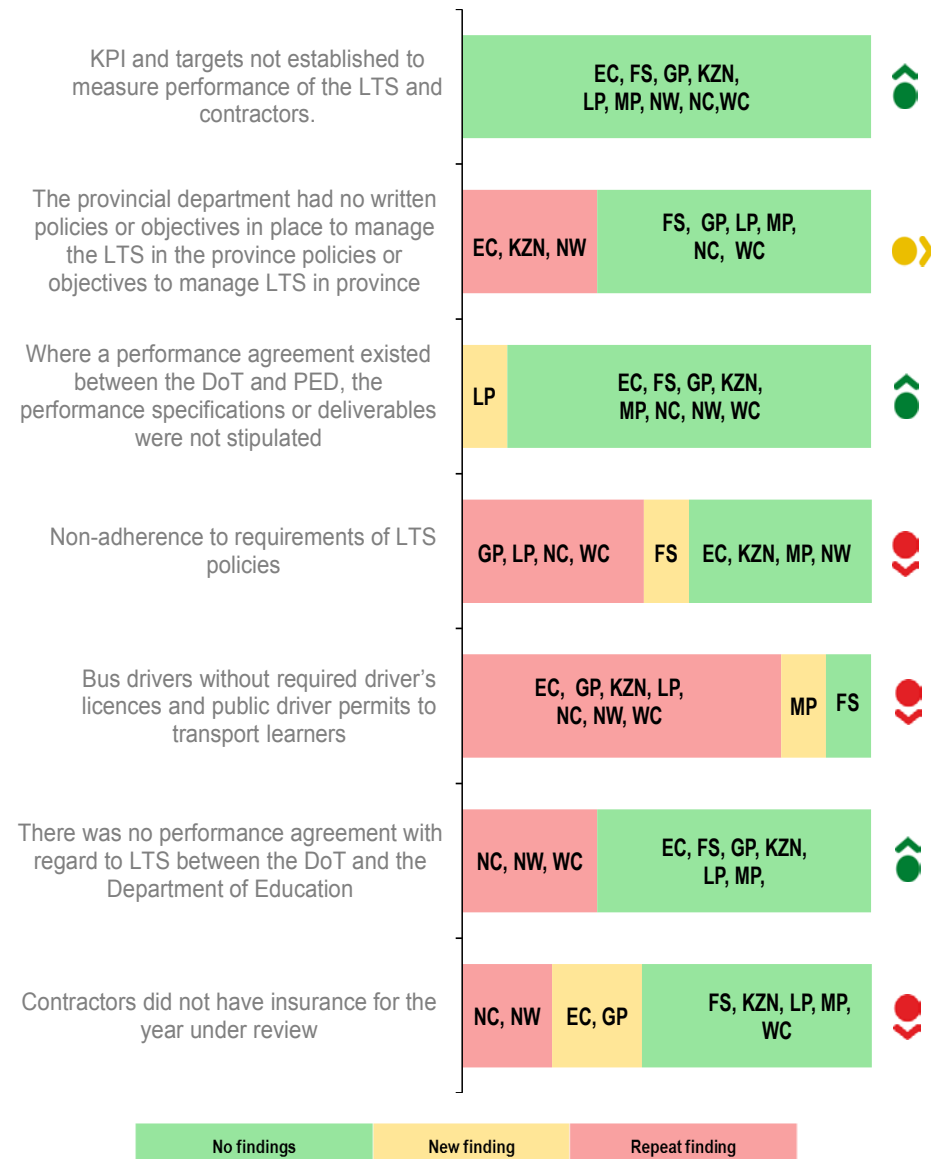 KPI and targets not established to
measure performance of the LTS and
contractors.
EC, FS, GP, KZN,
LP, MP, NW, NC,WC
The provincial department had no written
policies or objectives in place to manage
the LTS in the province policies or
objectives to manage LTS in province
EC, KZN, NW
FS, GP, LP, MP,
NC, WC
Where a performance agreement existed
between the DoT and PED, the
performance specifications or deliverables
were not stipulated
LP
EC, FS, GP, KZN,
MP, NC, NW, WC
Non-adherence to requirements of LTS
policies
GP, LP, NC, WC
FS
EC, KZN, MP, NW
Bus drivers without required driver's
licences and public driver permits to
transport learners
EC, GP, KZN, LP,
NC, NW, WC
MP
FS
There was no performance agreement with
regard to LTS between the DoT and the
Department of Education
NC, NW, WC
EC, FS, GP, KZN,
LP, MP,
Contractors did not have insurance for the
year under review
NC, NW
EC, GP
FS, KZN, LP, MP,
WC
No findings
New finding
Repeat finding